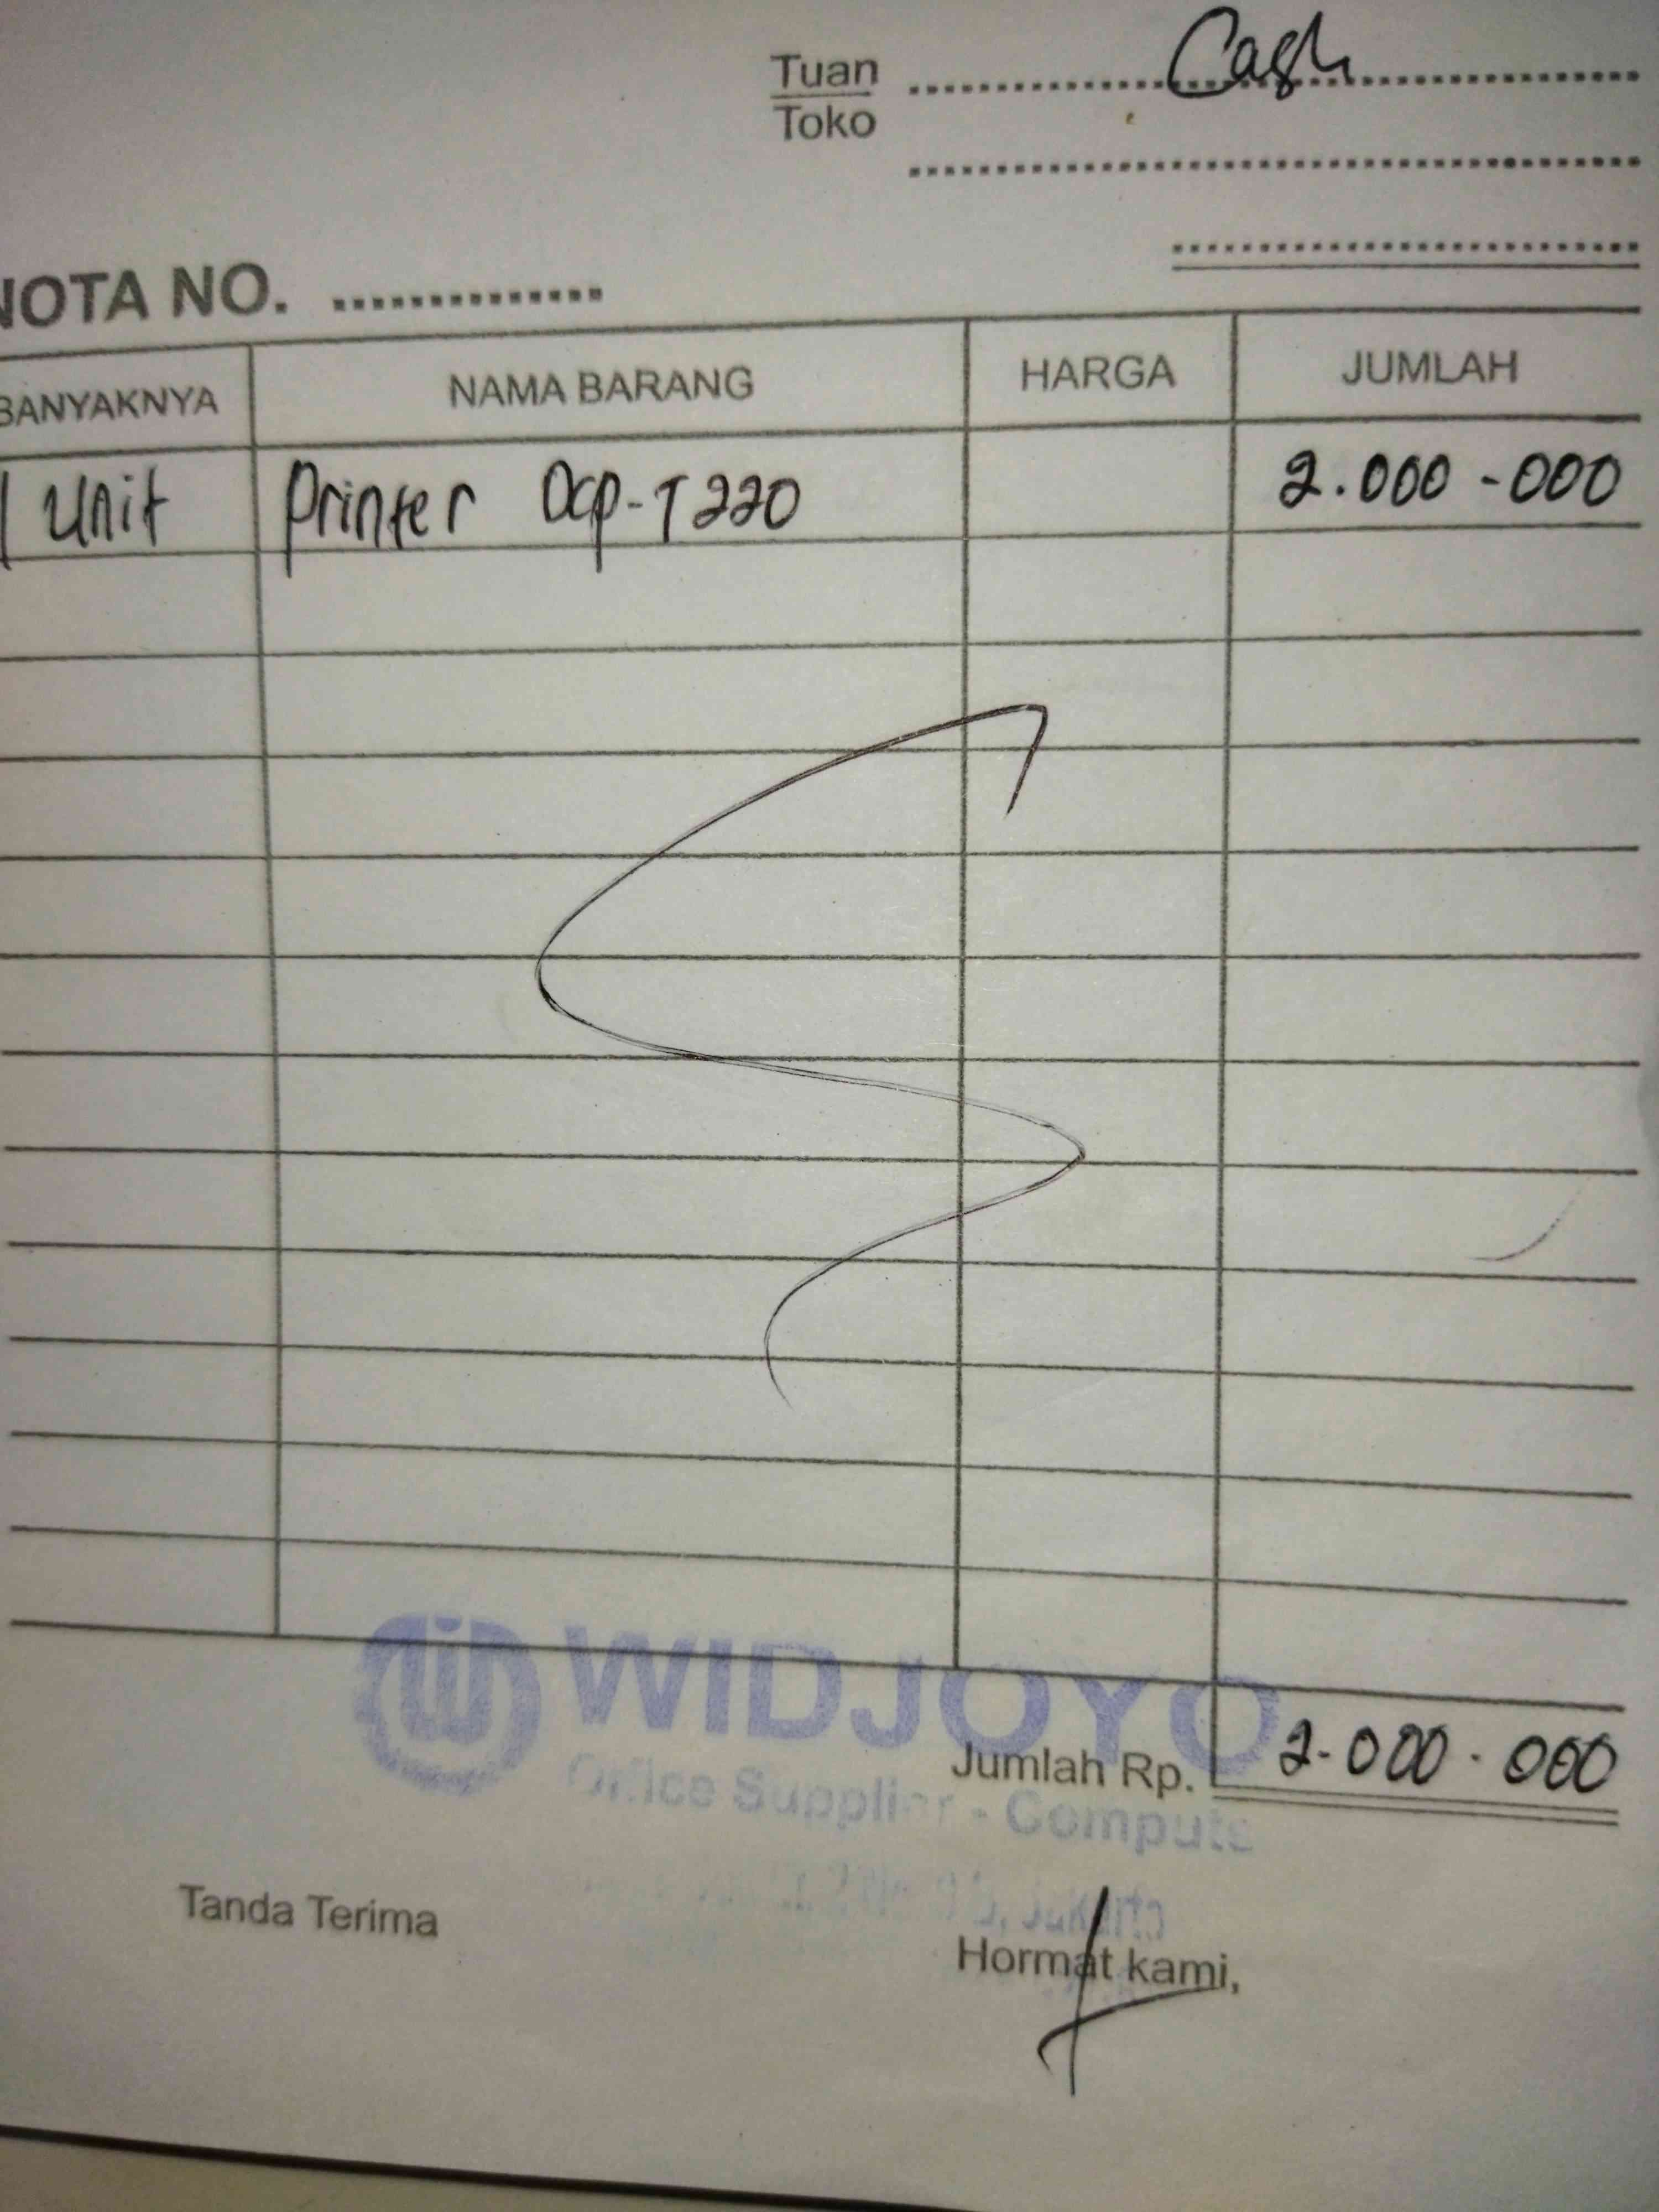 Tuan Cash
Toko
NOTA NO. ..............
BANYAKNYA NAMA BARANG HARGA JUMLAH
1 Unit Printer Dcp-T220 2.000-000
WIDJOYO
Jumlah Rp. 2.000.000
Office Supplier - Compute
Tanda Terima
Hormat kami,